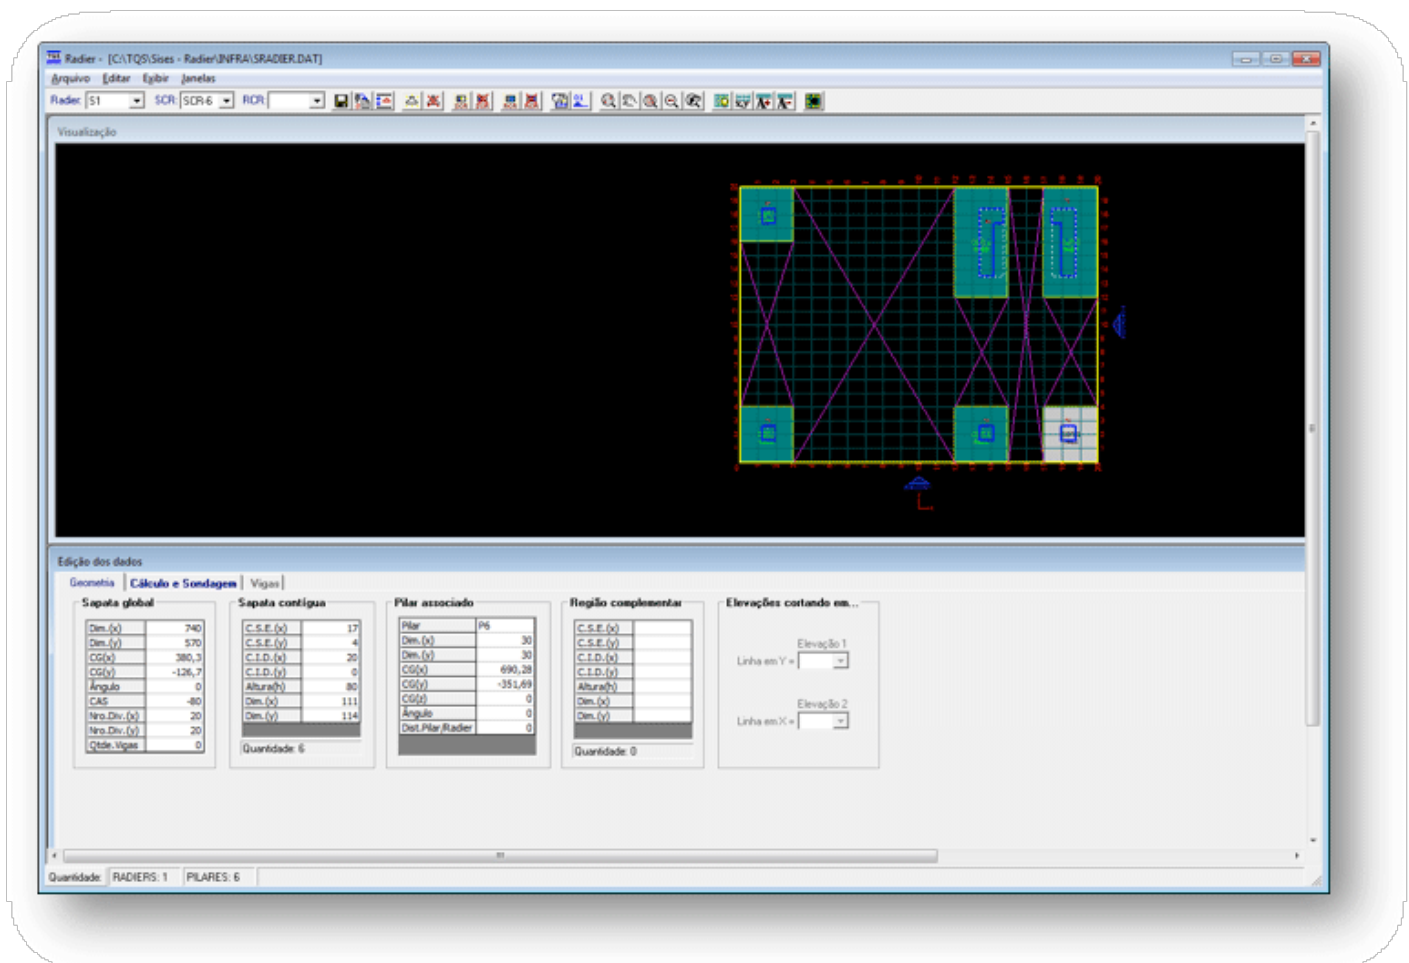 Radier - [C:\TQS\Sises - Radier\INFRA\SRADIER.DAT]
Arquivo Editar Exibir Janelas
Radier: S1 SCR: SCR-6 RCR:
Visualização
Edição dos dados
Geometria Cálculo e Sondagem Vigas
Sapata global Sapata contígua Pilar associado Região complementar Elevações cortando em...
Dim.(x) 740
Dim.(y) 570
CG(x) 380,3
CG(y) -126,7
Ângulo 0
CAS -80
Nro.Div.(x) 20
Nro.Div.(y) 20
Qtde.Vigas 0
C.S.E.(x) 17
C.S.E.(y) 4
C.I.D.(x) 20
C.I.D.(y) 0
Altura(h) 80
Dim.(x) 111
Dim.(y) 114
Quantidade: 6
Pilar P6
Dim.(x) 30
Dim.(y) 30
CG(x) 690,28
CG(y) -351,69
CG(z) 0
Ângulo 0
Dist.Pilar/Radier 0
C.S.E.(x)
C.S.E.(y)
C.I.D.(x)
C.I.D.(y)
Altura(h)
Dim.(x)
Dim.(y)
Quantidade: 0
Elevação 1
Linha em Y =
Elevação 2
Linha em X =
Quantidade: RADIERS: 1 PILARES: 6